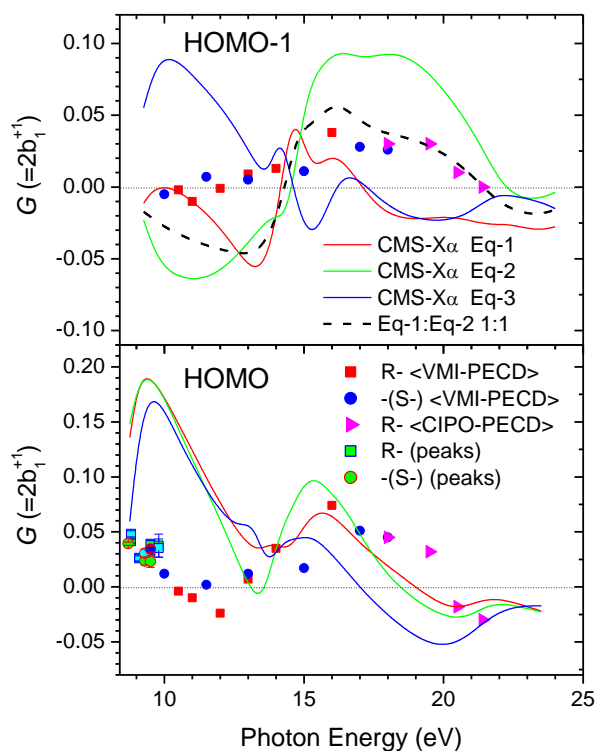 HOMO-1
0.10
0.05
0.00
-0.05
-0.10
G (=2b₁⁺¹)
CMS-Xα Eq-1
CMS-Xα Eq-2
CMS-Xα Eq-3
Eq-1:Eq-2 1:1
HOMO
0.20
0.15
0.10
0.05
0.00
-0.05
G (=2b₁⁺¹)
R- <VMI-PECD>
-(S-) <VMI-PECD>
R- <CIPO-PECD>
R- (peaks)
-(S-) (peaks)
10 15 20 25
Photon Energy (eV)